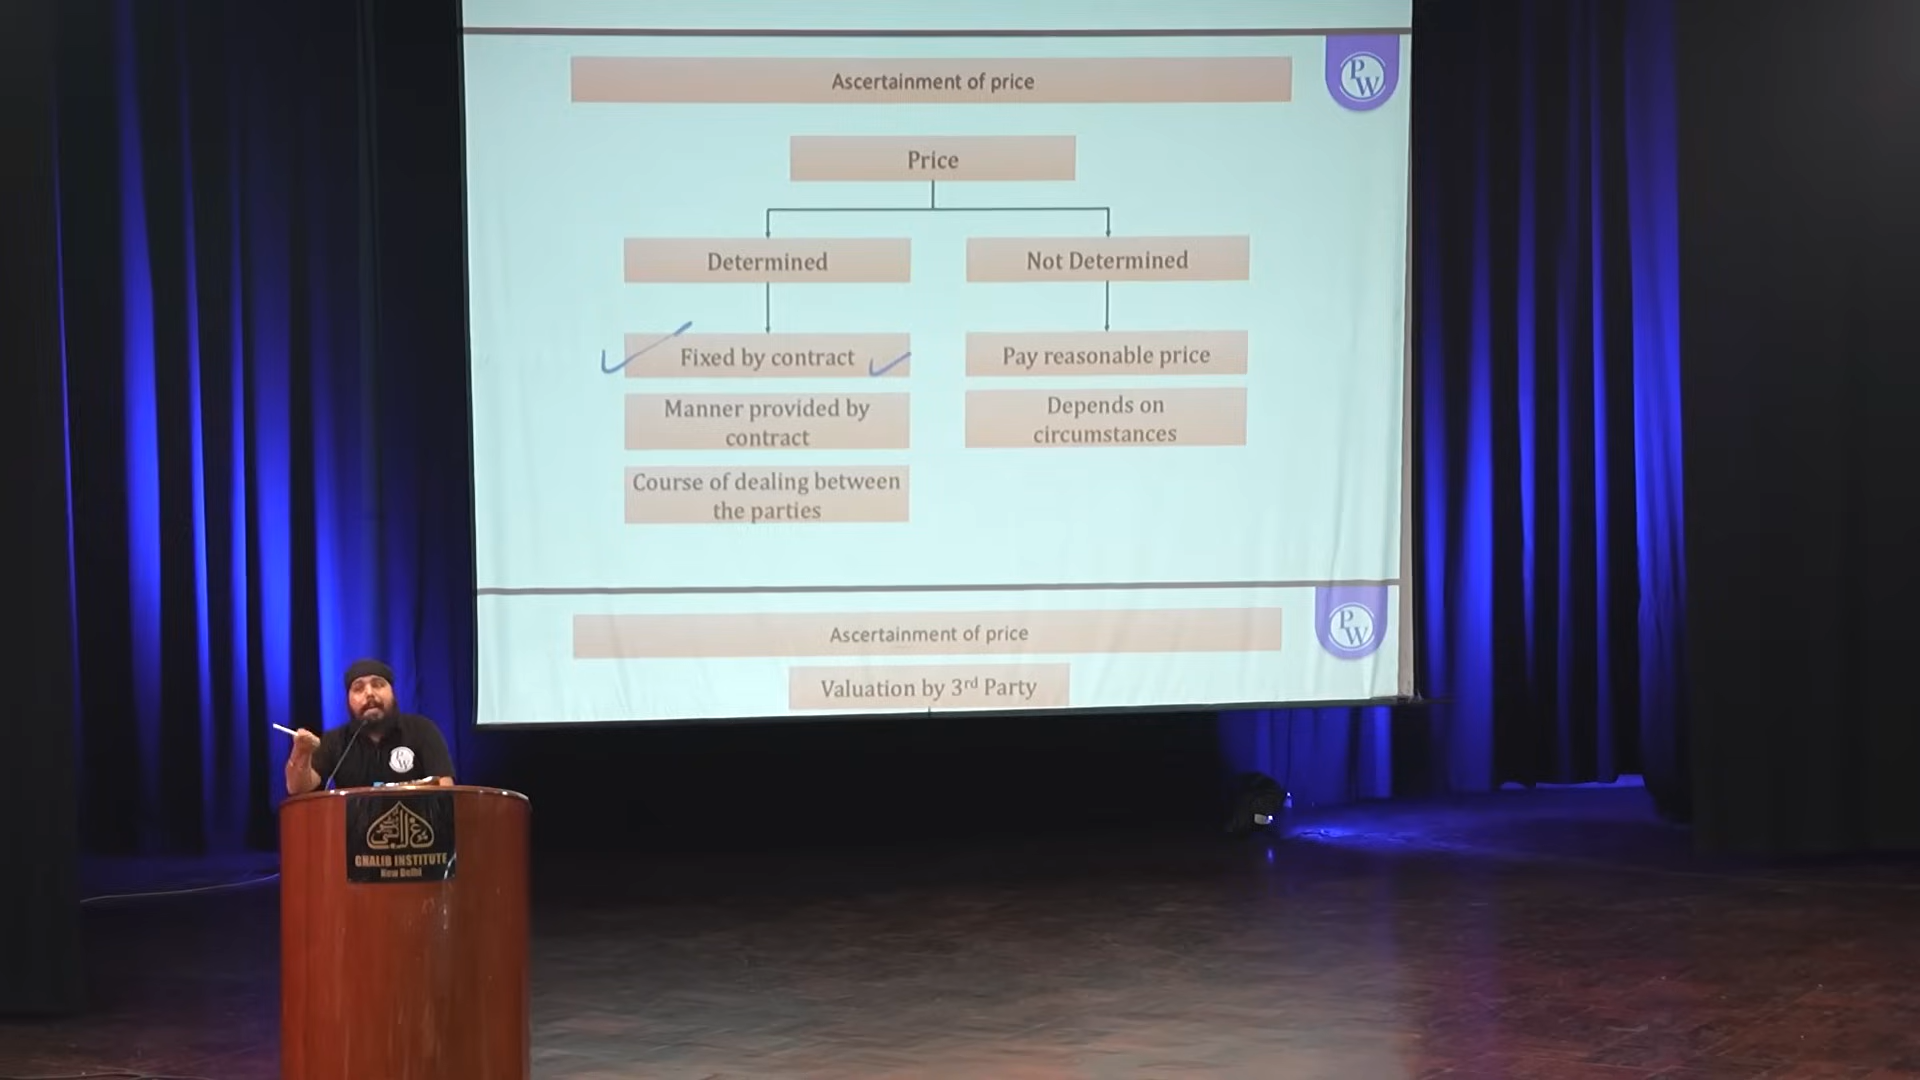 Ascertainment of price
PW
Price
Determined
Not Determined
Fixed by contract
Pay reasonable price
Manner provided by
contract
Depends on
circumstances
Course of dealing between
the parties
Ascertainment of price
PW
Valuation by 3rd Party
PW
GHALIB INSTITUTE
New Delhi